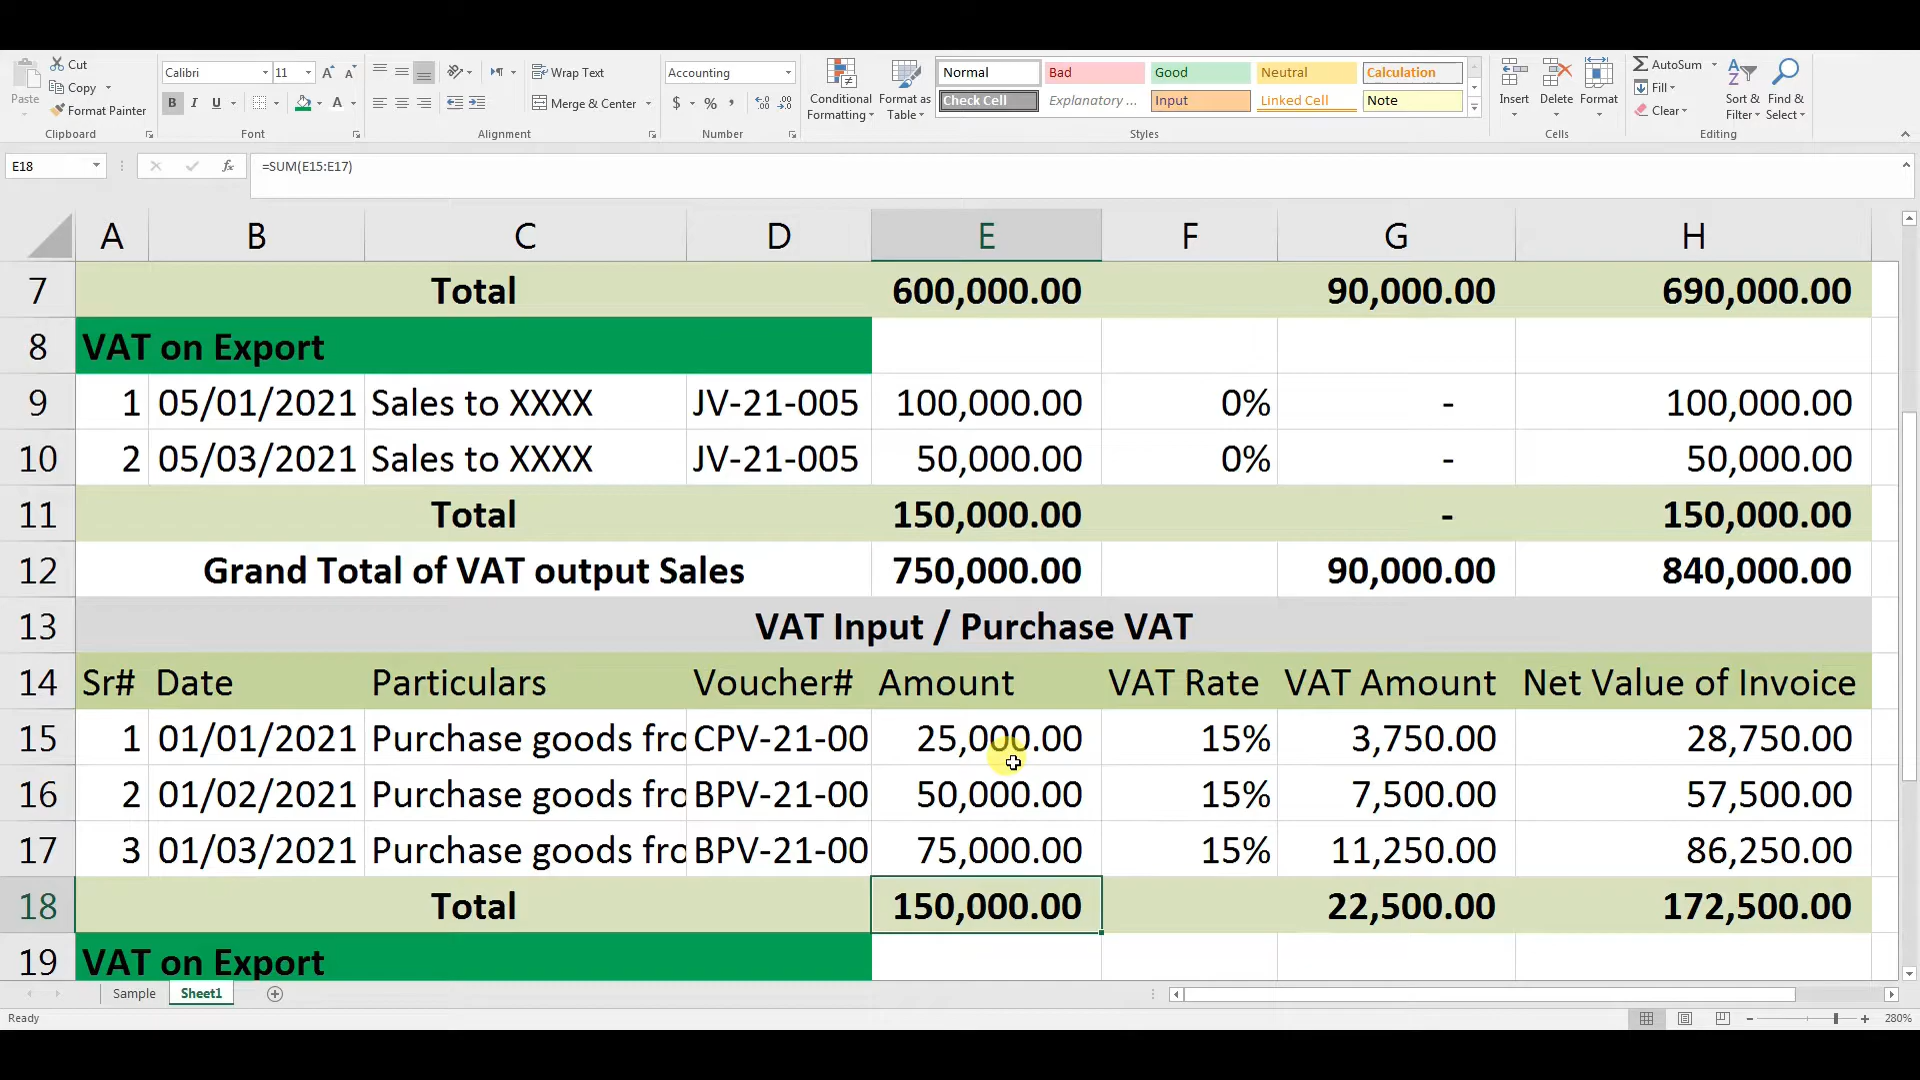 Cut
Calibri 11
Wrap Text
Accounting
Normal Bad Good Neutral Calculation
AutoSum
Copy
Paste
Conditional Formatting
Format as Table
Insert Delete Format
Fill
Sort & Filter
Find & Select
Format Painter
B I U
Merge & Center
$ % ,
Check Cell Explanatory ... Input Linked Cell Note
Clear
Clipboard Font Alignment Number Styles Cells Editing
E18 fx =SUM(E15:E17)
A B C D E F G H
7 Total 600,000.00 90,000.00 690,000.00
8 VAT on Export
9 1 05/01/2021 Sales to XXXX JV-21-005 100,000.00 0% - 100,000.00
10 2 05/03/2021 Sales to XXXX JV-21-005 50,000.00 0% - 50,000.00
11 Total 150,000.00 - 150,000.00
12 Grand Total of VAT output Sales 750,000.00 90,000.00 840,000.00
13 VAT Input / Purchase VAT
14 Sr# Date Particulars Voucher# Amount VAT Rate VAT Amount Net Value of Invoice
15 1 01/01/2021 Purchase goods fro CPV-21-00 25,000.00 15% 3,750.00 28,750.00
16 2 01/02/2021 Purchase goods fro BPV-21-00 50,000.00 15% 7,500.00 57,500.00
17 3 01/03/2021 Purchase goods fro BPV-21-00 75,000.00 15% 11,250.00 86,250.00
18 Total 150,000.00 22,500.00 172,500.00
19 VAT on Export
Sample Sheet1
Ready 280%